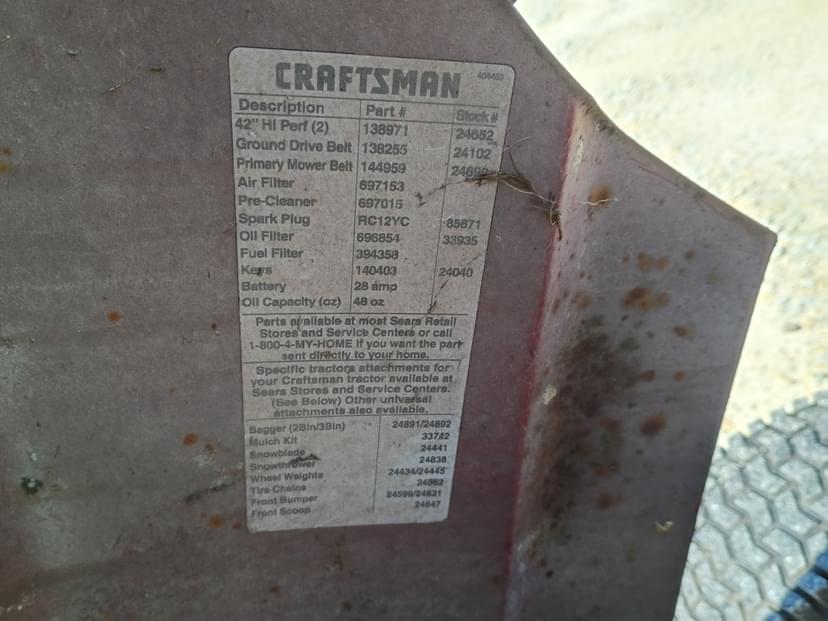 CRAFTSMAN 404453
Description Part # Stock #
42" Hi Perf (2) 138971 24652
Ground Drive Belt 138255 24102
Primary Mower Belt 144959
Air Filter 697153
Pre-Cleaner 697015
Spark Plug RC12YC 85871
Oil Filter 696854 33935
Fuel Filter 394358
Keys 140403 24040
Battery 28 amp
Oil Capacity (oz) 48 oz
Parts available at most Sears Retail
Stores and Service Centers or call
1-800-4-MY-HOME if you want the part
sent directly to your home.
Specific tractors attachments for
your Craftsman tractor available at
Sears Stores and Service Centers.
(See Below) Other universal
attachments also available.
Bagger (2Bin/3Bin) 24891/24892
Mulch Kit 33742
Snowblade 24441
Snowthrower 24838
Wheel Weights 24434/24445
Tire Chains 24862
Front Bumper 24599/24621
Front Scoop 24647